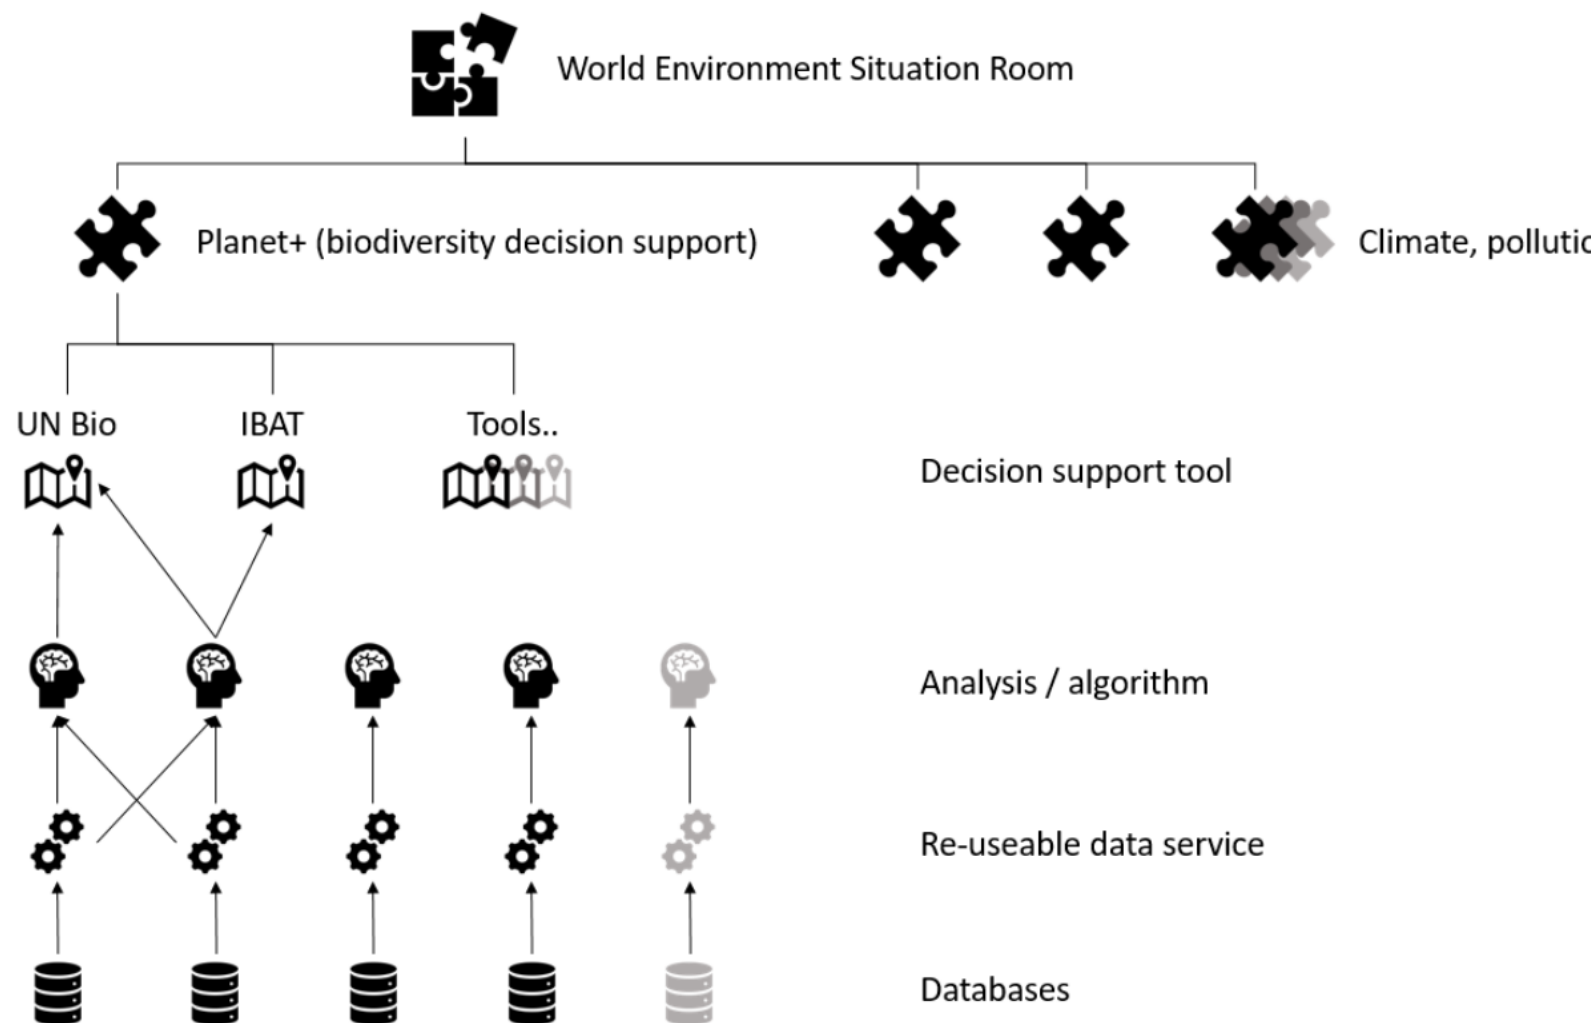 World Environment Situation Room
Planet+ (biodiversity decision support)
Climate,
UN Bio
IBAT
Tools..
Decision support tool
Analysis / algorithm
Re-useable data service
Databases